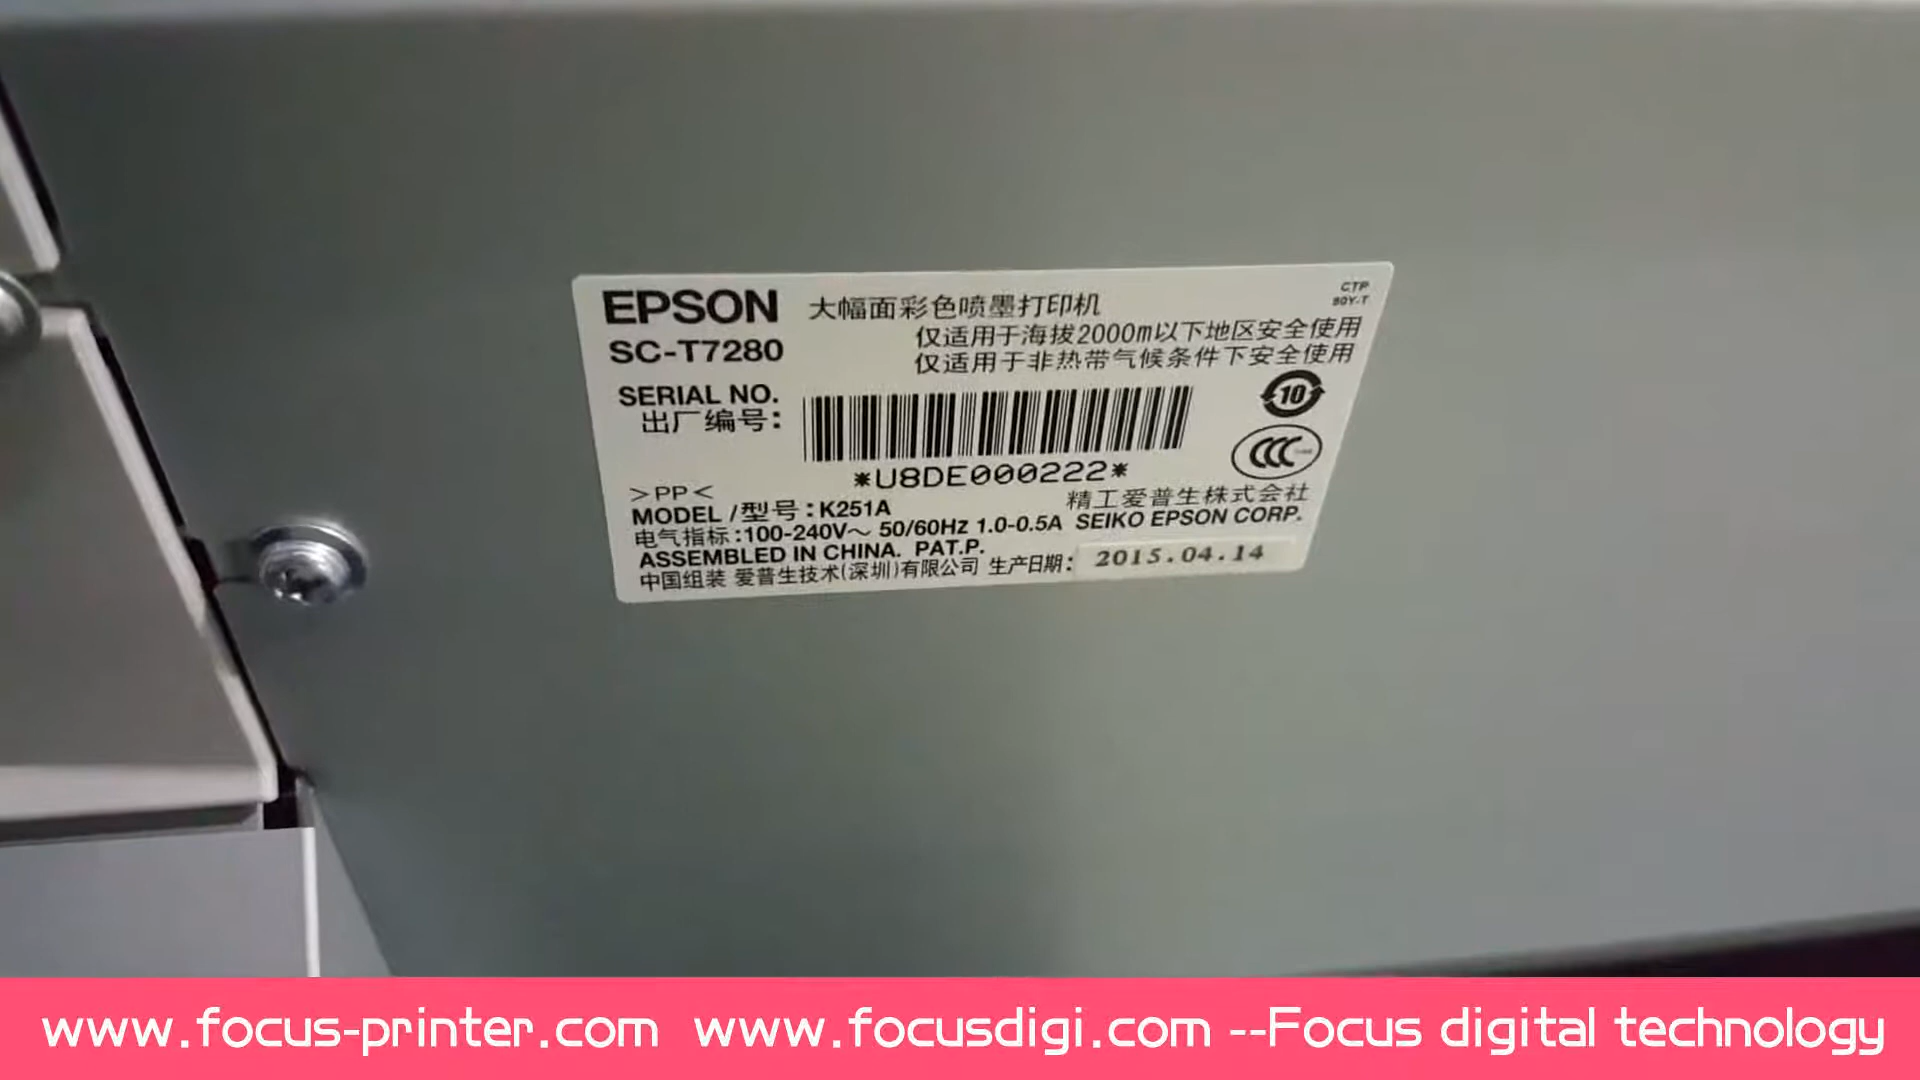 EPSON 大幅面彩色喷墨打印机
CTP
80Y-T
SC-T7280
仅适用于海拔2000m以下地区安全使用
仅适用于非热带气候条件下安全使用
SERIAL NO.
出厂编号:
10
CCC
*U8DE000222*
>PP<
MODEL /型号: K251A
精工爱普生株式会社
电气指标:100-240V~ 50/60Hz 1.0-0.5A SEIKO EPSON CORP.
ASSEMBLED IN CHINA. PAT.P.
中国组装 爱普生技术(深圳)有限公司 生产日期: 2015.04.14
www.focus-printer.com www.focusdigi.com --Focus digital technology